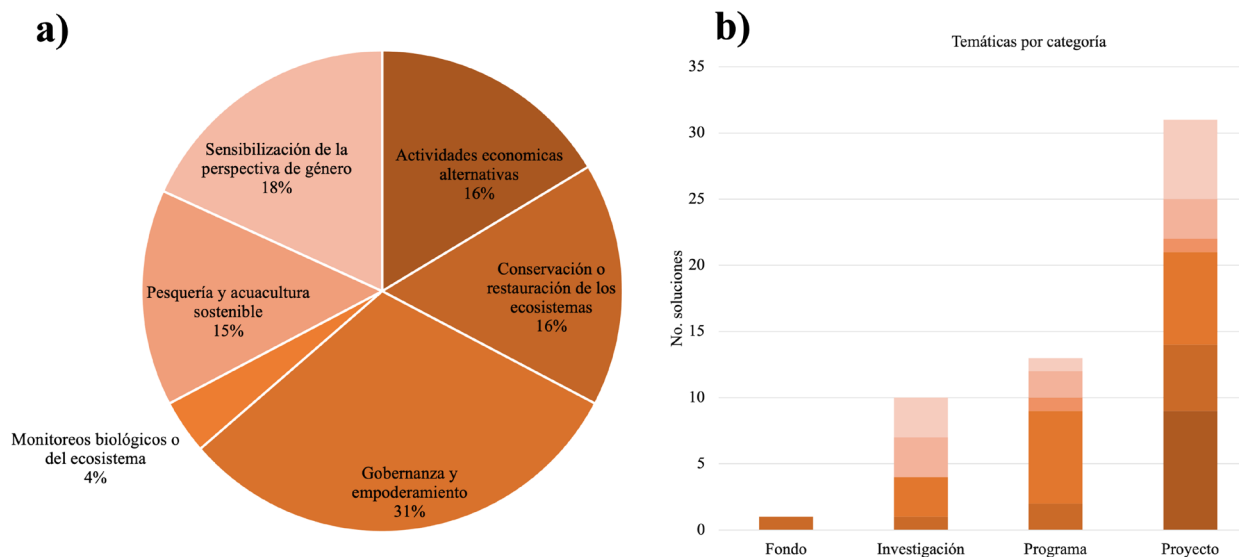 a)
Sensibilización de la
perspectiva de género
18%
Actividades economicas
alternativas
16%
Conservación o
restauración de los
ecosistemas
16%
Pesquería y acuacultura
sostenible
15%
Monitoreos biológicos o
del ecosistema
4%
Gobernanza y
empoderamiento
31%
b)
Temáticas por categoría
No. soluciones
35
30
25
20
15
10
5
0
Fondo
Investigación
Programa
Proyecto